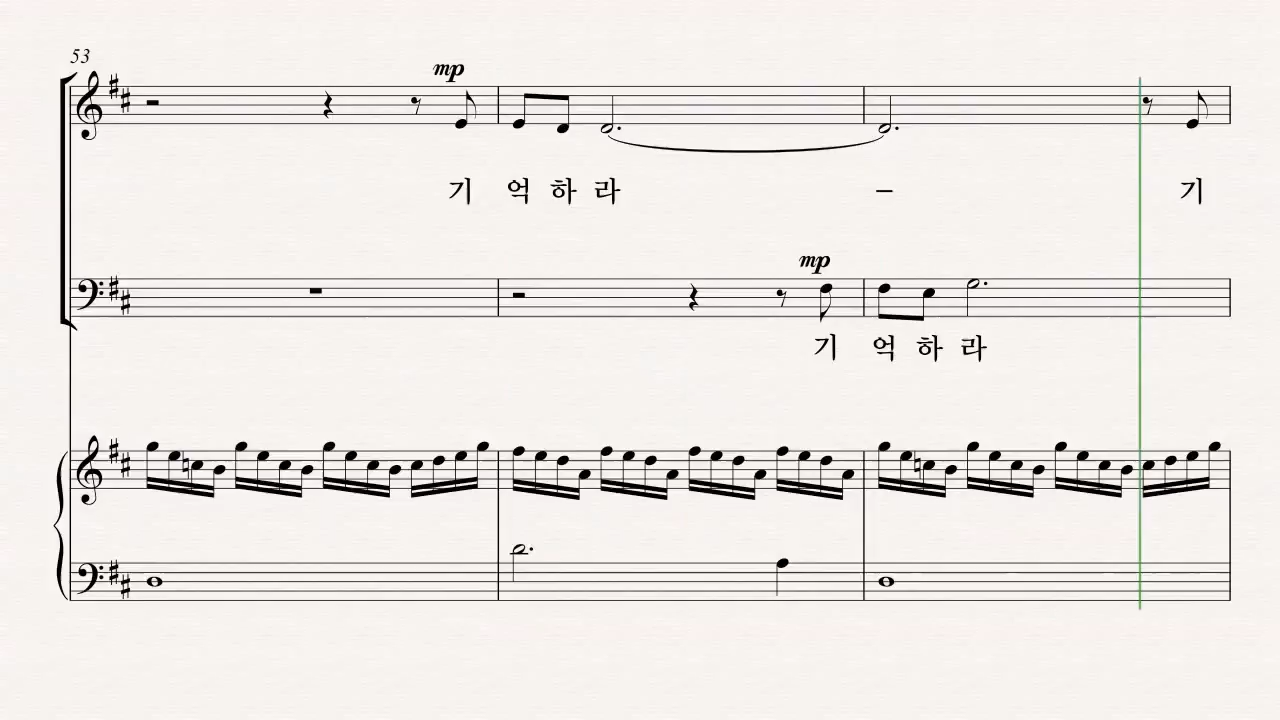 53
mp
기 억 하 라 – 기
mp
기 억 하 라